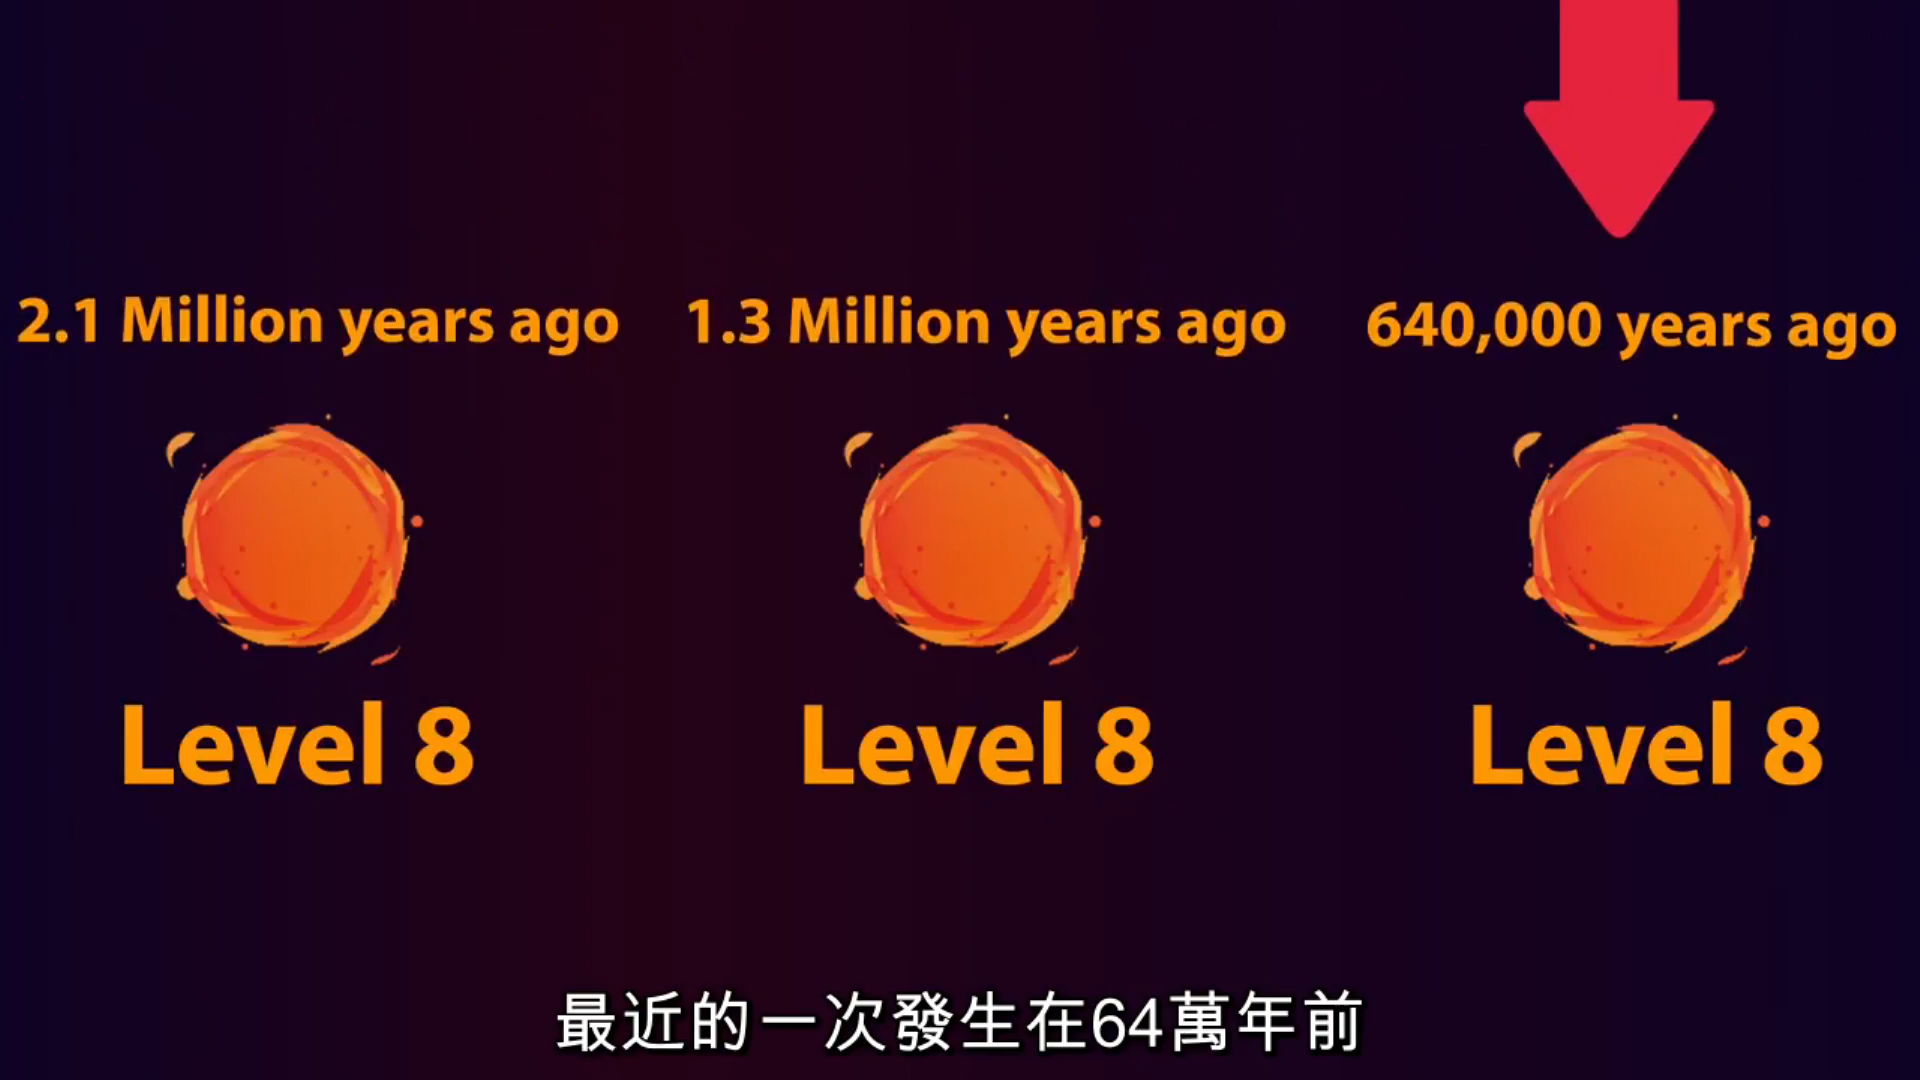 2.1 Million years ago
1.3 Million years ago
640,000 years ago
Level 8
Level 8
Level 8
最近的一次發生在64萬年前